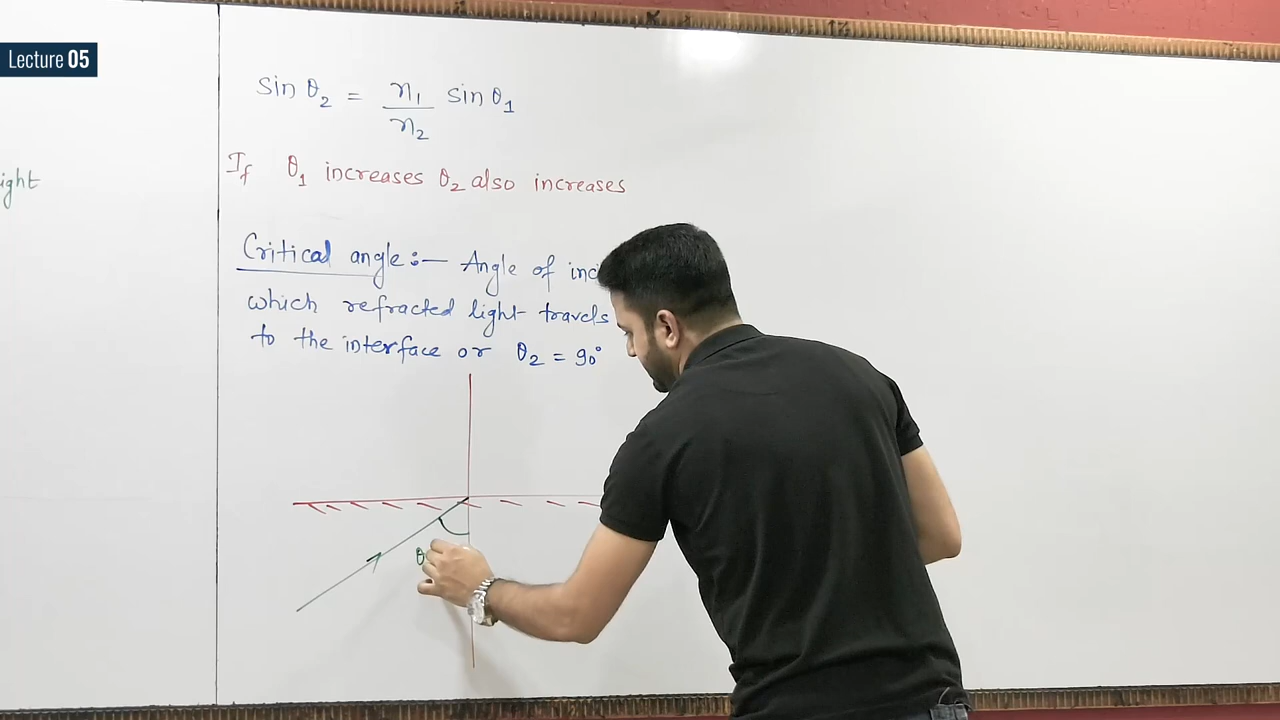 Lecture 05
sin θ₂ = n₁/n₂ sin θ₁
ight
If θ₁ increases θ₂ also increases
Critical angle :— Angle of inc
which refracted light travels
to the interface or θ₂ = 90°
θ